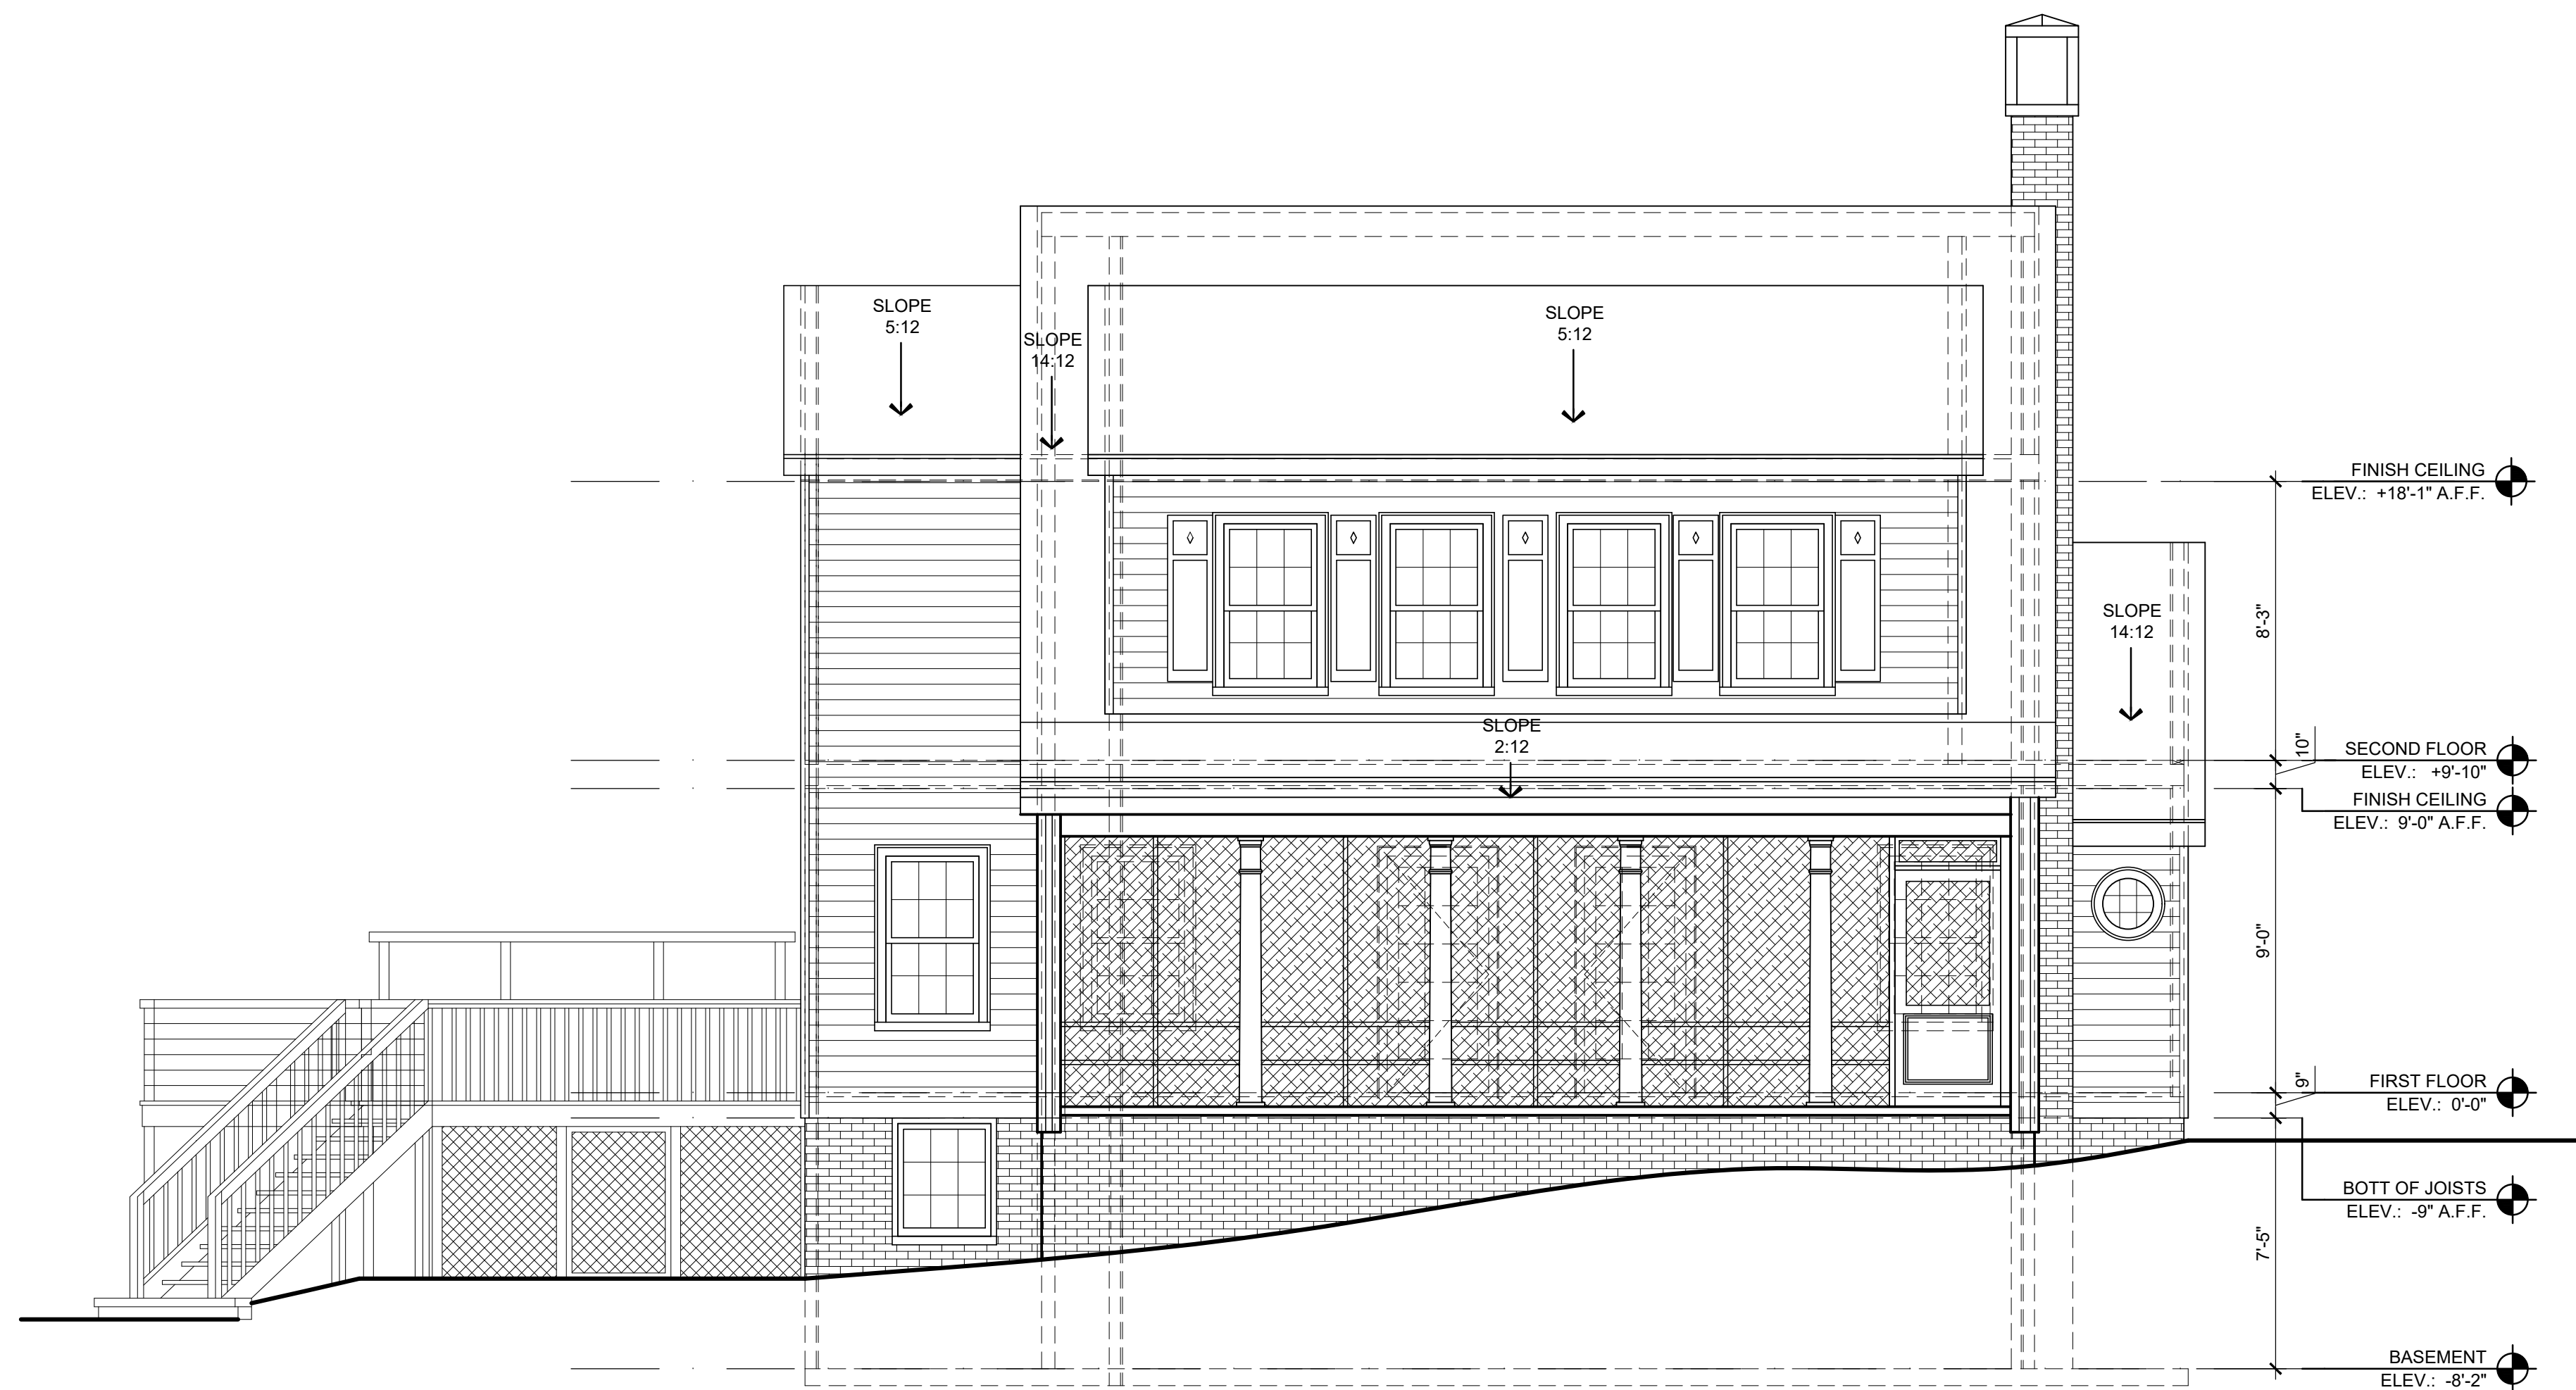 SLOPE
5:12
SLOPE
14:12
SLOPE
5:12
FINISH CEILING
ELEV.: +18'-1" A.F.F.
SLOPE
14:12
8'-3"
SLOPE
2:12
10"
SECOND FLOOR
ELEV.: +9'-10"
FINISH CEILING
ELEV.: 9'-0" A.F.F.
9'-0"
9"
FIRST FLOOR
ELEV.: 0'-0"
BOTT OF JOISTS
ELEV.: -9" A.F.F.
7'-5"
BASEMENT
ELEV.: -8'-2"